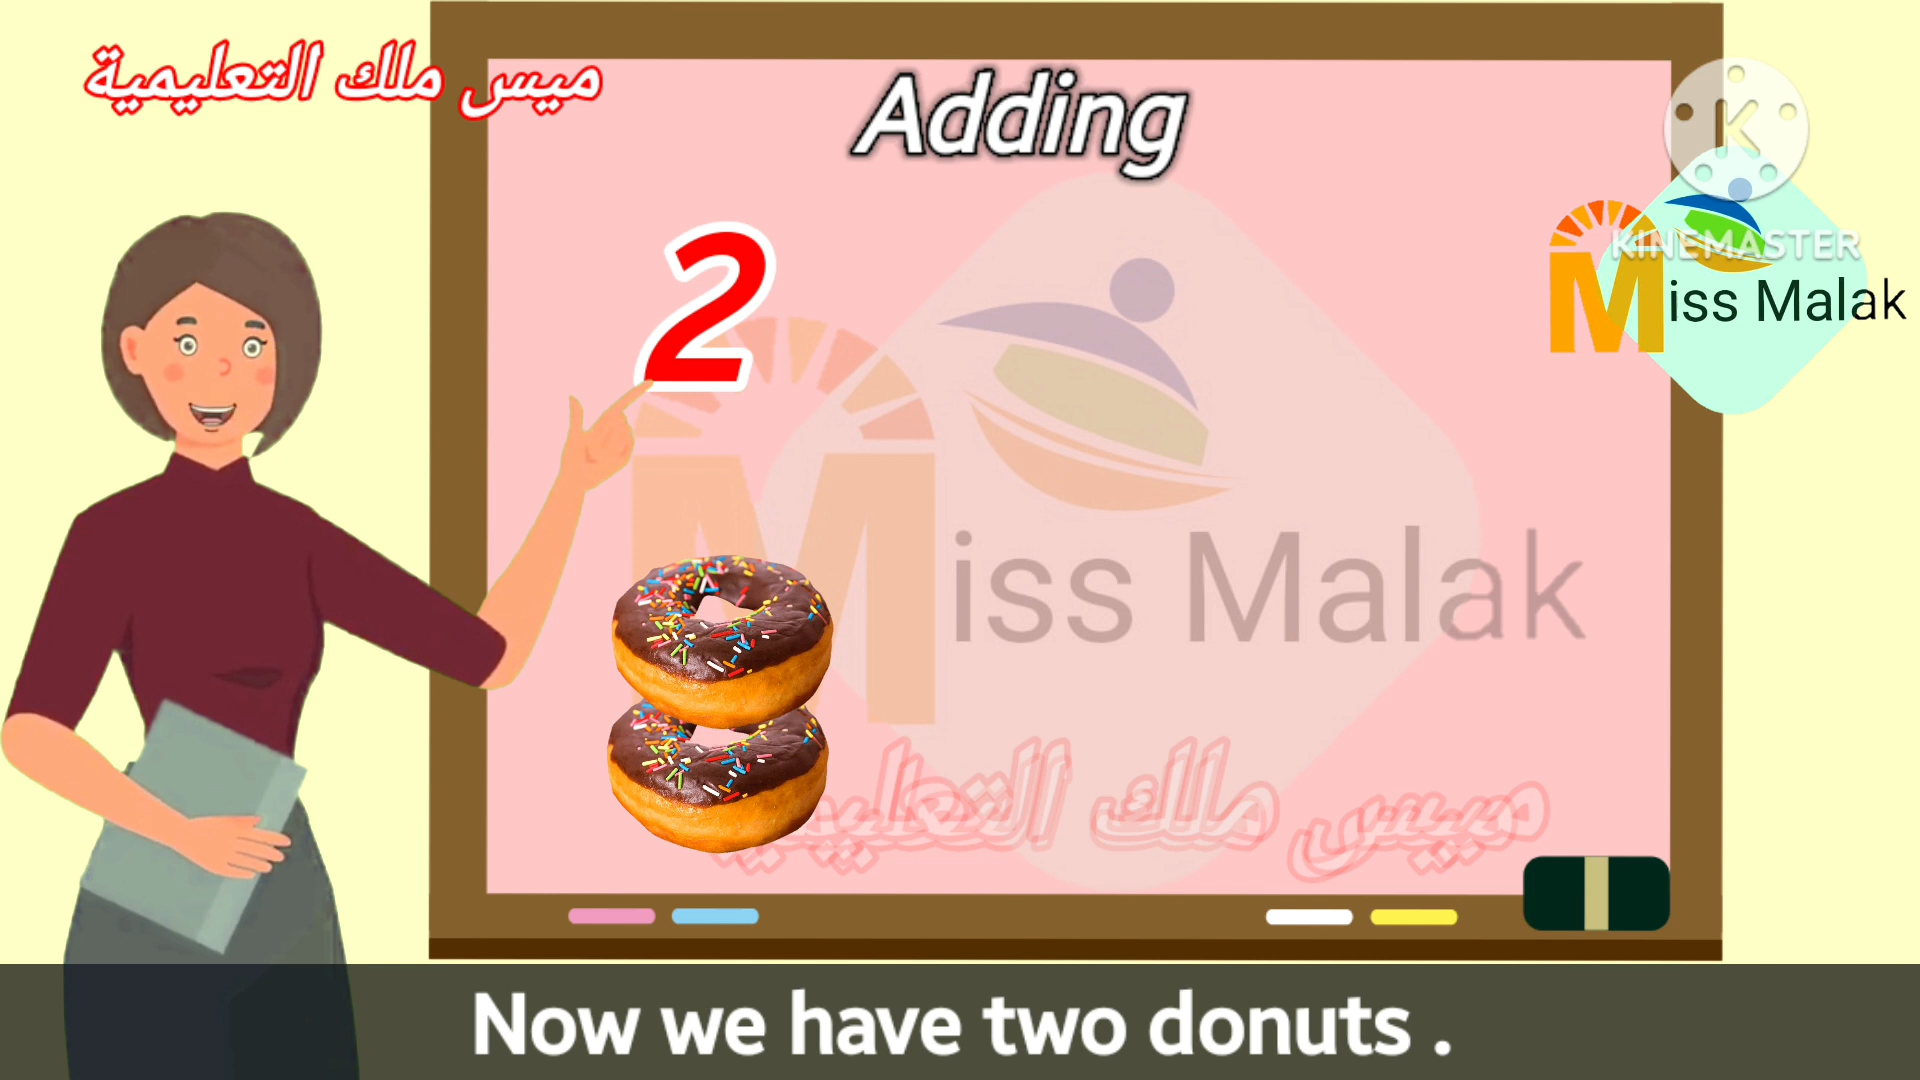 ميس ملك التعليمية
Adding
K
KINEMASTER
Miss Malak
2
Miss Malak
ميس ملك التعليمية
Now we have two donuts .